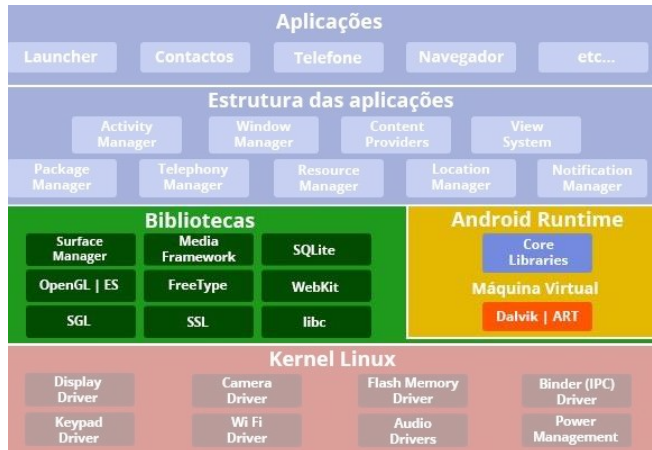 Aplicações
Launcher
Contactos
Telefone
Navegador
etc...
Estrutura das aplicações
Activity
Manager
Window
Manager
Content
Providers
View
System
Package
Manager
Telephony
Manager
Resource
Manager
Location
Manager
Notification
Manager
Bibliotecas
Surface
Manager
Media
Framework
SQLite
OpenGL | ES
FreeType
WebKit
SGL
SSL
libc
Android Runtime
Core
Libraries
Máquina Virtual
Dalvik | ART
Kernel Linux
Display
Driver
Camera
Driver
Flash Memory
Driver
Binder (IPC)
Driver
Keypad
Driver
Wi Fi
Driver
Audio
Drivers
Power
Management